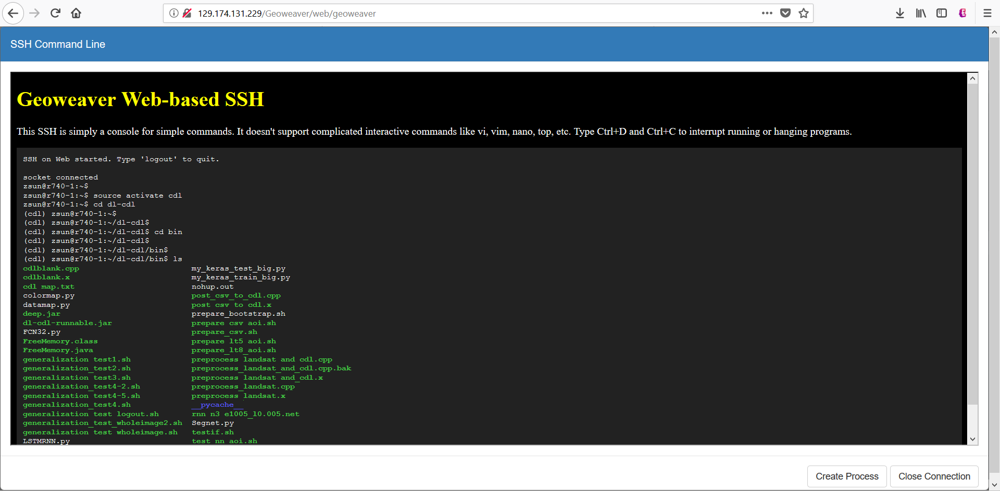 129.174.131.229/Geoweaver/web/geoweaver
SSH Command Line
Geoweaver Web-based SSH
This SSH is simply a console for simple commands. It doesn't support complicated interactive commands like vi, vim, nano, top, etc. Type Ctrl+D and Ctrl+C to interrupt running or hanging programs.
SSH on Web started. Type 'logout' to quit.
socket connected
zsun@r740-1:~$
zsun@r740-1:~$ source activate cdl
zsun@r740-1:~$ cd dl-cdl
(cdl) zsun@r740-1:~$
(cdl) zsun@r740-1:~/dl-cdl$
(cdl) zsun@r740-1:~/dl-cdl$ cd bin
(cdl) zsun@r740-1:~/dl-cdl$
(cdl) zsun@r740-1:~/dl-cdl/bin$
(cdl) zsun@r740-1:~/dl-cdl/bin$ ls
cdlblank.cpp my_keras_test_big.py
cdlblank.x my_keras_train_big.py
cdl map.txt nohup.out
colormap.py post_csv_to_cdl.cpp
datamap.py post csv to cdl.x
deep.jar prepare_bootstrap.sh
dl-cdl-runnable.jar prepare csv aoi.sh
FCN32.py prepare_csv.sh
FreeMemory.class prepare lt5 aoi.sh
FreeMemory.java prepare_lt8_aoi.sh
generalization test1.sh preprocess landsat and cdl.cpp
generalization_test2.sh preprocess_landsat_and_cdl.cpp.bak
generalization test3.sh preprocess landsat and_cdl.x
generalization_test4-2.sh preprocess_landsat.cpp
generalization test4-5.sh preprocess landsat.x
generalization_test4.sh __pycache__
generalization test logout.sh rnn n3 e1005_l0.005.net
generalization_test_wholeimage2.sh Segnet.py
generalization test wholeimage.sh testif.sh
LSTMRNN.py test nn aoi.sh
Create Process Close Connection